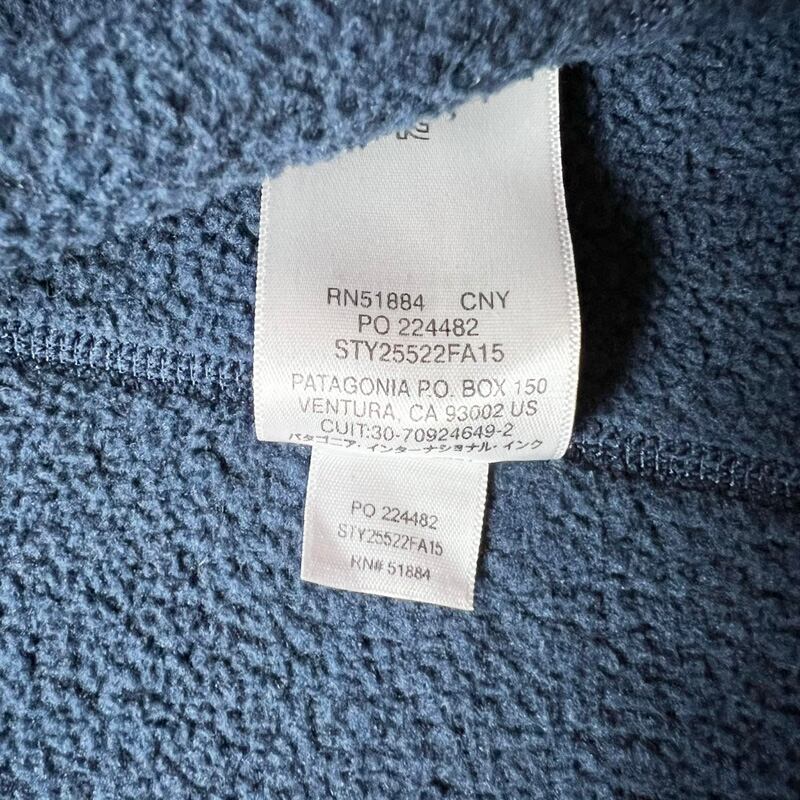 RN51884 CNY
PO 224482
STY25522FA15
PATAGONIA P.O. BOX 150
VENTURA, CA 93002 US
CUIT:30-70924649-2
パタゴニア・インターナショナル・インク
PO 224482
STY25522FA15
RN# 51884